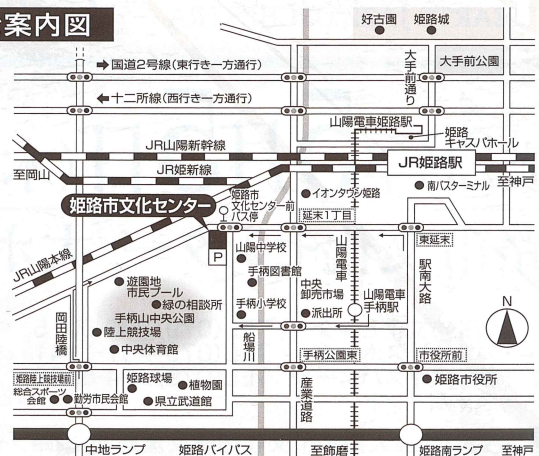 案内図
好古園
姫路城
大手前公園
大手前通り
➡国道2号線(東行き一方通行)
⬅十二所線(西行き一方通行)
山陽電車姫路駅
姫路
キャスパホール
JR山陽新幹線
JR姫新線
JR姫路駅
至岡山
至神戸
姫路市文化センター
姫路市
文化センター前
バス停
イオンタウン姫路
南バスターミナル
延末1丁目
東延末
P
JR山陽本線
山陽中学校
手柄図書館
手柄小学校
中央
卸売市場
派出所
山陽電車
山陽電車
手柄駅
駅南大路
遊園地
市民プール
緑の相談所
手柄山中央公園
陸上競技場
中央体育館
岡田陸橋
船場川
N
手柄公園東
市役所前
姫路陸上競技場前
総合スポーツ
会館
勤労市民会館
姫路球場
植物園
県立武道館
産業道路
姫路市役所
中地ランプ
姫路バイパス
至飾磨
姫路南ランプ
至神戸